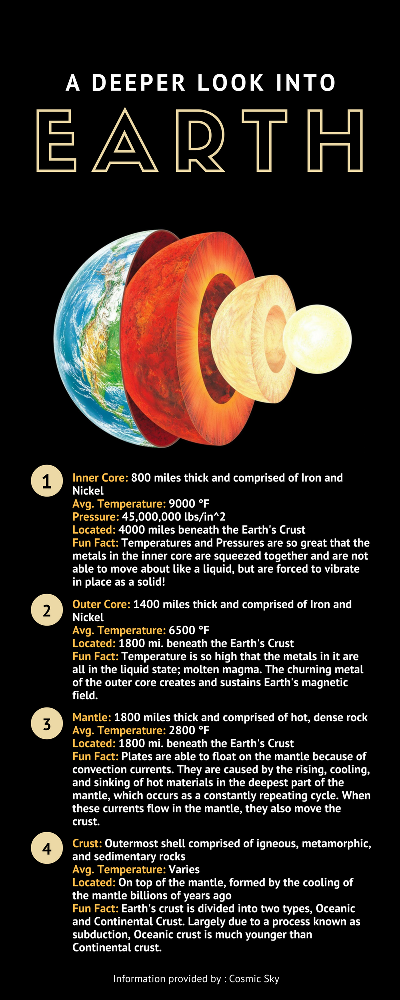 A DEEPER LOOK INTO
EARTH
1
Inner Core: 800 miles thick and comprised of Iron and
Nickel
Avg. Temperature: 9000 °F
Pressure: 45,000,000 lbs/in^2
Located: 4000 miles beneath the Earth's Crust
Fun Fact: Temperatures and Pressures are so great that the
metals in the inner core are squeezed together and are not
able to move about like a liquid, but are forced to vibrate
in place as a solid!
2
Outer Core: 1400 miles thick and comprised of Iron and
Nickel
Avg. Temperature: 6500 °F
Located: 1800 mi. beneath the Earth's Crust
Fun Fact: Temperature is so high that the metals in it are
all in the liquid state; molten magma. The churning metal
of the outer core creates and sustains Earth's magnetic
field.
3
Mantle: 1800 miles thick and comprised of hot, dense rock
Avg. Temperature: 2800 °F
Located: 1800 mi. beneath the Earth's Crust
Fun Fact: Plates are able to float on the mantle because of
convection currents. They are caused by the rising, cooling,
and sinking of hot materials in the deepest part of the
mantle, which occurs as a constantly repeating cycle. When
these currents flow in the mantle, they also move the
crust.
4
Crust: Outermost shell comprised of igneous, metamorphic,
and sedimentary rocks
Avg. Temperature: Varies
Located: On top of the mantle, formed by the cooling of
the mantle billions of years ago
Fun Fact: Earth's crust is divided into two types, Oceanic
and Continental Crust. Largely due to a process known as
subduction, Oceanic crust is much younger than
Continental crust.
Information provided by : Cosmic Sky